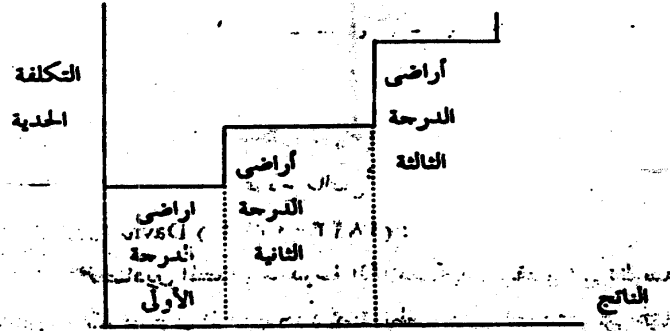 التكلفة
الحدية
أراضى
الدرجة
الثالثة
أراضى
الدرجة
الثانية
اراضى
الدرجة
الأولى
الناتج